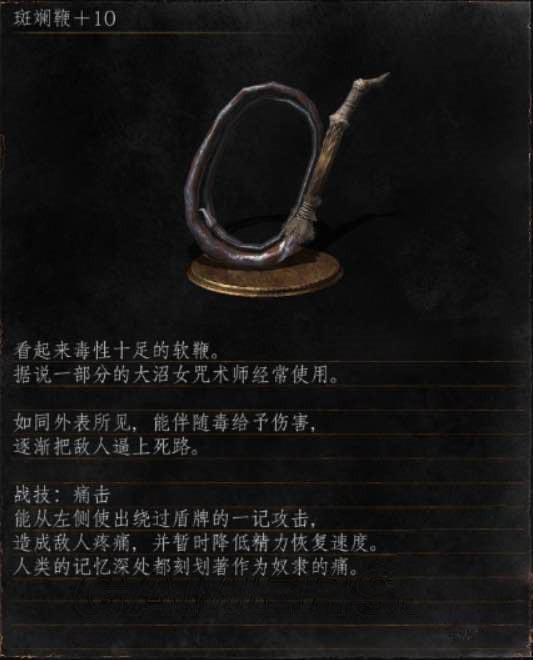 斑斓鞭＋10
看起来毒性十足的软鞭。
据说一部分的大沼女咒术师经常使用。
如同外表所见，能伴随毒给予伤害，
逐渐把敌人逼上死路。
战技：痛击
能从左侧使出绕过盾牌的一记攻击，
造成敌人疼痛，并暂时降低精力恢复速度。
人类的记忆深处都刻划著作为奴隶的痛。